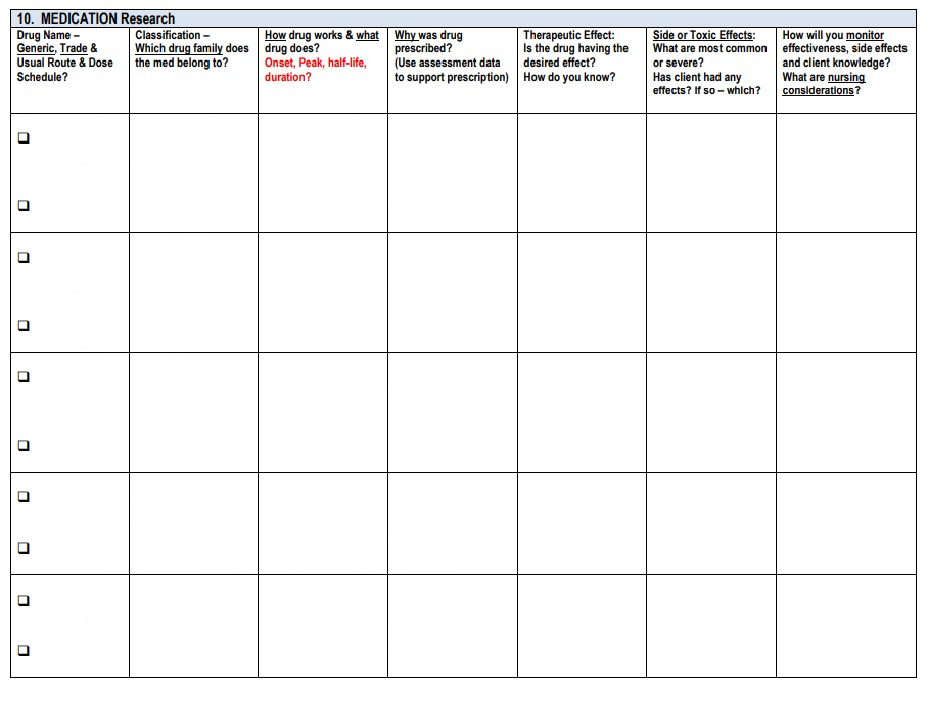 10. MEDICATION Research
Drug Name –
Generic, Trade &
Usual Route & Dose
Schedule?
Classification –
Which drug family does
the med belong to?
How drug works & what
drug does?
Onset, Peak, half-life,
duration?
Why was drug
prescribed?
(Use assessment data
to support prescription)
Therapeutic Effect:
Is the drug having the
desired effect?
How do you know?
Side or Toxic Effects:
What are most common
or severe?
Has client had any
effects? If so – which?
How will you monitor
effectiveness, side effects
and client knowledge?
What are nursing
considerations?